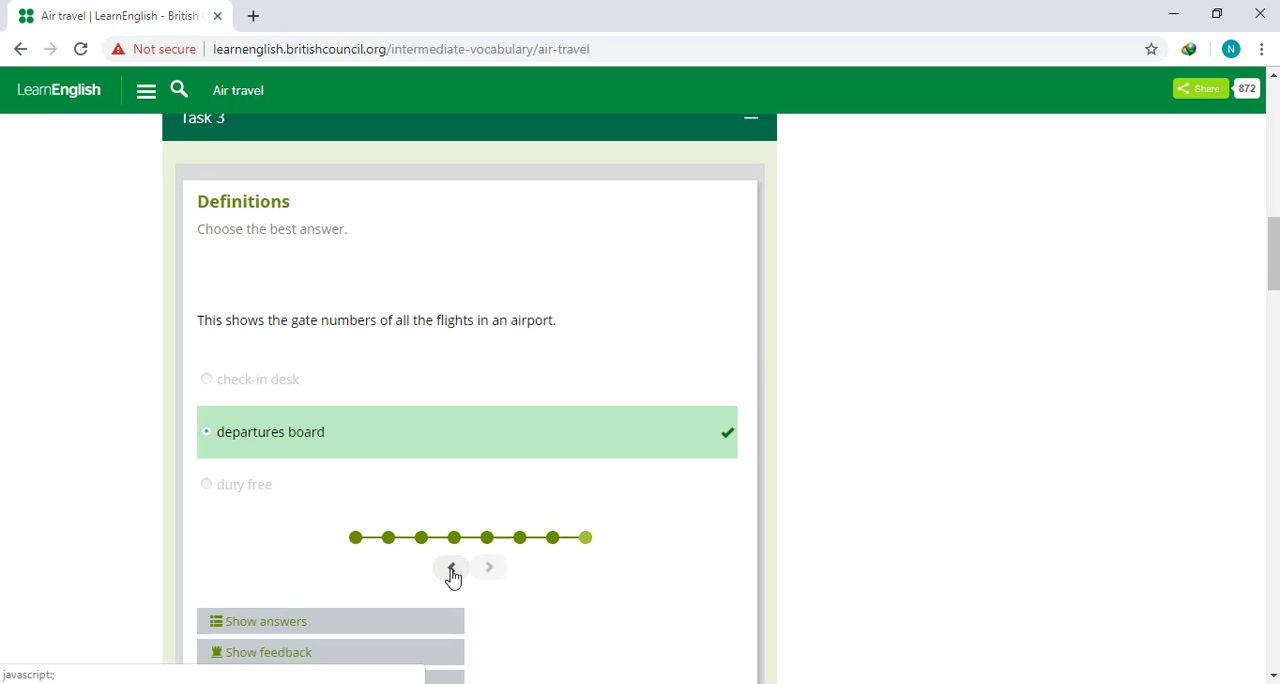 Air travel | LearnEnglish - British
Not secure
learnenglish.britishcouncil.org/intermediate-vocabulary/air-travel
N
LearnEnglish
Air travel
Share
872
Task 3
Definitions
Choose the best answer.
This shows the gate numbers of all the flights in an airport.
check-in desk
departures board
duty free
Show answers
Show feedback
javascript:;